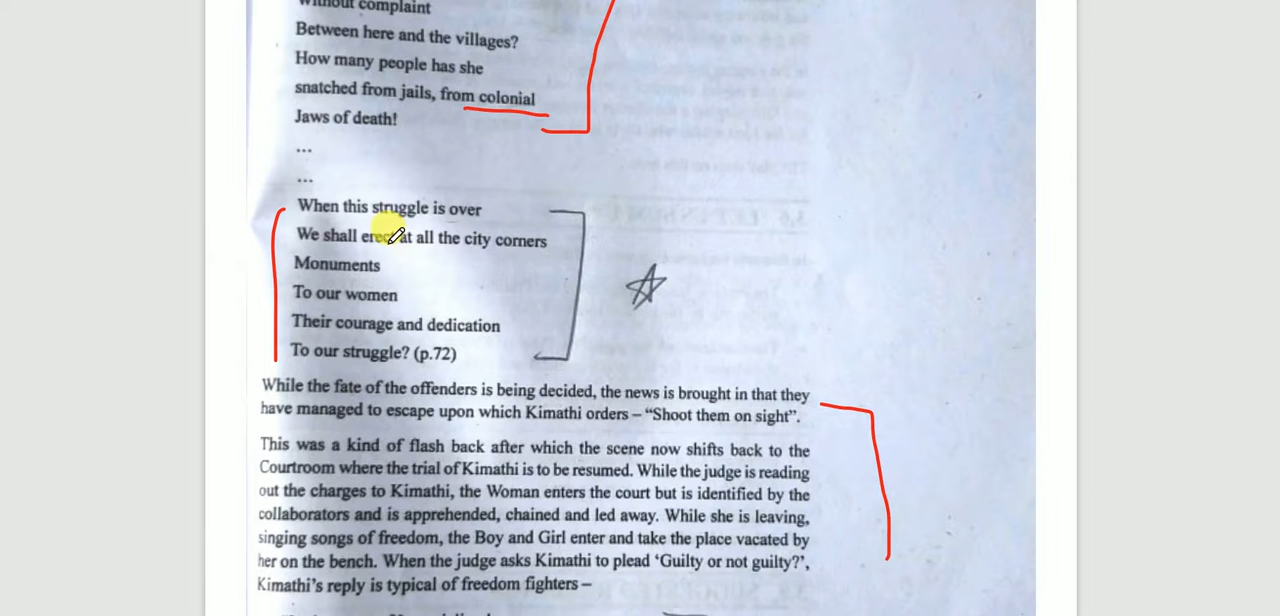 Without complaint
Between here and the villages?
How many people has she
snatched from jails, from colonial
Jaws of death!
...
...
When this struggle is over
We shall erect at all the city corners
Monuments
To our women
Their courage and dedication
To our struggle? (p.72)
While the fate of the offenders is being decided, the news is brought in that they
have managed to escape upon which Kimathi orders – “Shoot them on sight”.
This was a kind of flash back after which the scene now shifts back to the
Courtroom where the trial of Kimathi is to be resumed. While the judge is reading
out the charges to Kimathi, the Woman enters the court but is identified by the
collaborators and is apprehended, chained and led away. While she is leaving,
singing songs of freedom, the Boy and Girl enter and take the place vacated by
her on the bench. When the judge asks Kimathi to plead ‘Guilty or not guilty?’,
Kimathi’s reply is typical of freedom fighters –